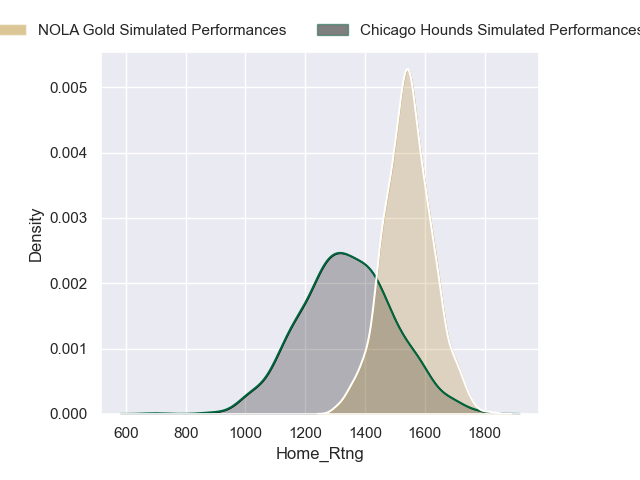 NOLA Gold Simulated Performances Chicago Hounds Simulated Performances
0.005
0.004
0.003
0.002
0.001
0.000
Density
600 800 1000 1200 1400 1600 1800
Home_Rtng